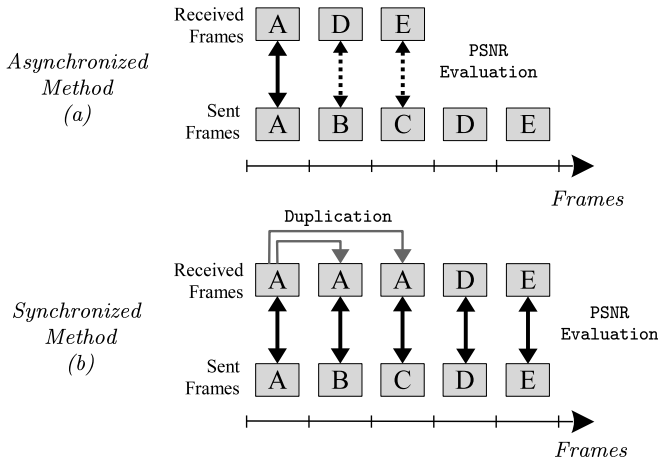 Received
Frames
A D E
Asynchronized
Method
(a)
PSNR
Evaluation
Sent
Frames
A B C D E
Frames
Duplication
Received
Frames
A A A D E
Synchronized
Method
(b)
PSNR
Evaluation
Sent
Frames
A B C D E
Frames